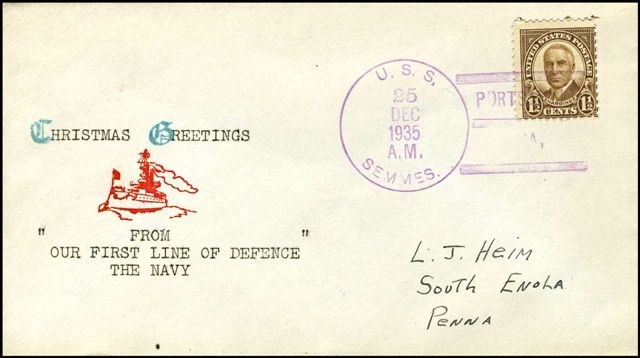 CHRISTMAS GREETINGS
"FROM"
OUR FIRST LINE OF DEFENCE
THE NAVY
U. S. S.
25
DEC
1935
A.M.
SEMMES.
PORT
A,
UNITED STATES POSTAGE
HARDING
1½ CENTS 1½
L. J. Heim
South Enola
Penna